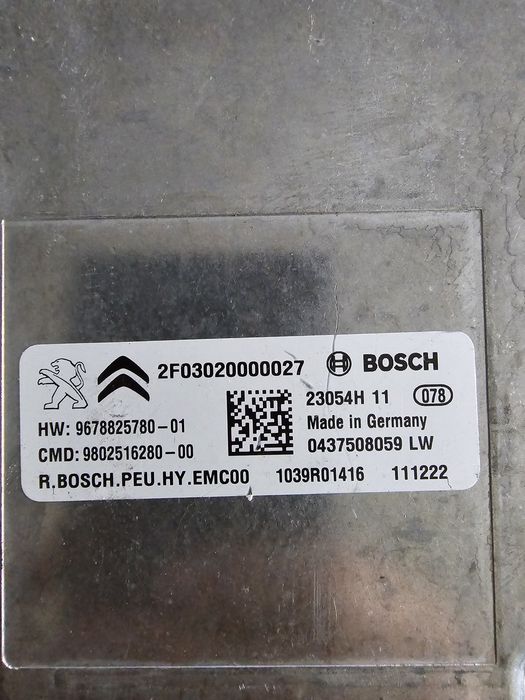 2F03020000027 BOSCH
23054H 11 078
HW: 9678825780-01 Made in Germany
CMD: 9802516280-00 0437508059 LW
R.BOSCH.PEU.HY.EMC00 1039R01416 111222